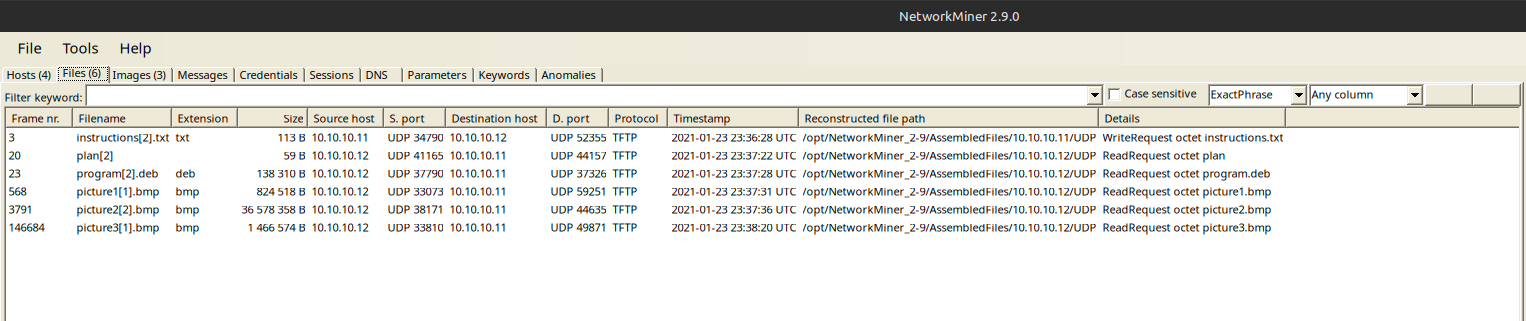 NetworkMiner 2.9.0
File Tools Help
Hosts (4) Files (6) Images (3) Messages Credentials Sessions DNS Parameters Keywords Anomalies
Filter keyword: Case sensitive ExactPhrase Any column
Frame nr. Filename Extension Size Source host S. port Destination host D. port Protocol Timestamp Reconstructed file path Details
3 instructions[2].txt txt 113 B 10.10.10.11 UDP 34790 10.10.10.12 UDP 52355 TFTP 2021-01-23 23:36:28 UTC /opt/NetworkMiner_2-9/AssembledFiles/10.10.10.11/UDP WriteRequest octet instructions.txt
20 plan[2] 59 B 10.10.10.12 UDP 41165 10.10.10.11 UDP 44157 TFTP 2021-01-23 23:37:22 UTC /opt/NetworkMiner_2-9/AssembledFiles/10.10.10.12/UDP ReadRequest octet plan
23 program[2].deb deb 138 310 B 10.10.10.12 UDP 37790 10.10.10.11 UDP 37326 TFTP 2021-01-23 23:37:28 UTC /opt/NetworkMiner_2-9/AssembledFiles/10.10.10.12/UDP ReadRequest octet program.deb
568 picture1[1].bmp bmp 824 518 B 10.10.10.12 UDP 33073 10.10.10.11 UDP 59251 TFTP 2021-01-23 23:37:31 UTC /opt/NetworkMiner_2-9/AssembledFiles/10.10.10.12/UDP ReadRequest octet picture1.bmp
3791 picture2[2].bmp bmp 36 578 358 B 10.10.10.12 UDP 38171 10.10.10.11 UDP 44635 TFTP 2021-01-23 23:37:36 UTC /opt/NetworkMiner_2-9/AssembledFiles/10.10.10.12/UDP ReadRequest octet picture2.bmp
146684 picture3[1].bmp bmp 1 466 574 B 10.10.10.12 UDP 33810 10.10.10.11 UDP 49871 TFTP 2021-01-23 23:38:20 UTC /opt/NetworkMiner_2-9/AssembledFiles/10.10.10.12/UDP ReadRequest octet picture3.bmp